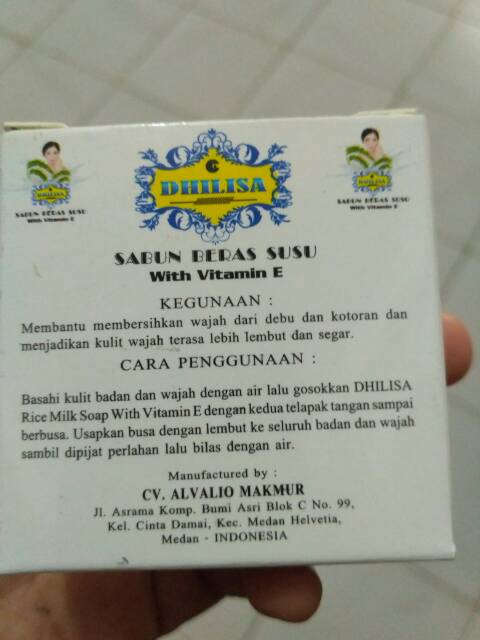 DHILISA
SABUN BERAS SUSU
With Vitamin E
DHILISA
SABUN BERAS SUSU
With Vitamin E
DHILISA
SABUN BERAS SUSU
With Vitamin E
KEGUNAAN :
Membantu membersihkan wajah dari debu dan kotoran dan
menjadikan kulit wajah terasa lebih lembut dan segar.
CARA PENGGUNAAN :
Basahi kulit badan dan wajah dengan air lalu gosokkan DHILISA
Rice Milk Soap With Vitamin E dengan kedua telapak tangan sampai
berbusa. Usapkan busa dengan lembut ke seluruh badan dan wajah
sambil dipijat perlahan lalu bilas dengan air.
Manufactured by :
CV. ALVALIO MAKMUR
Jl. Asrama Komp. Bumi Asri Blok C No. 99,
Kel. Cinta Damai, Kec. Medan Helvetia,
Medan - INDONESIA